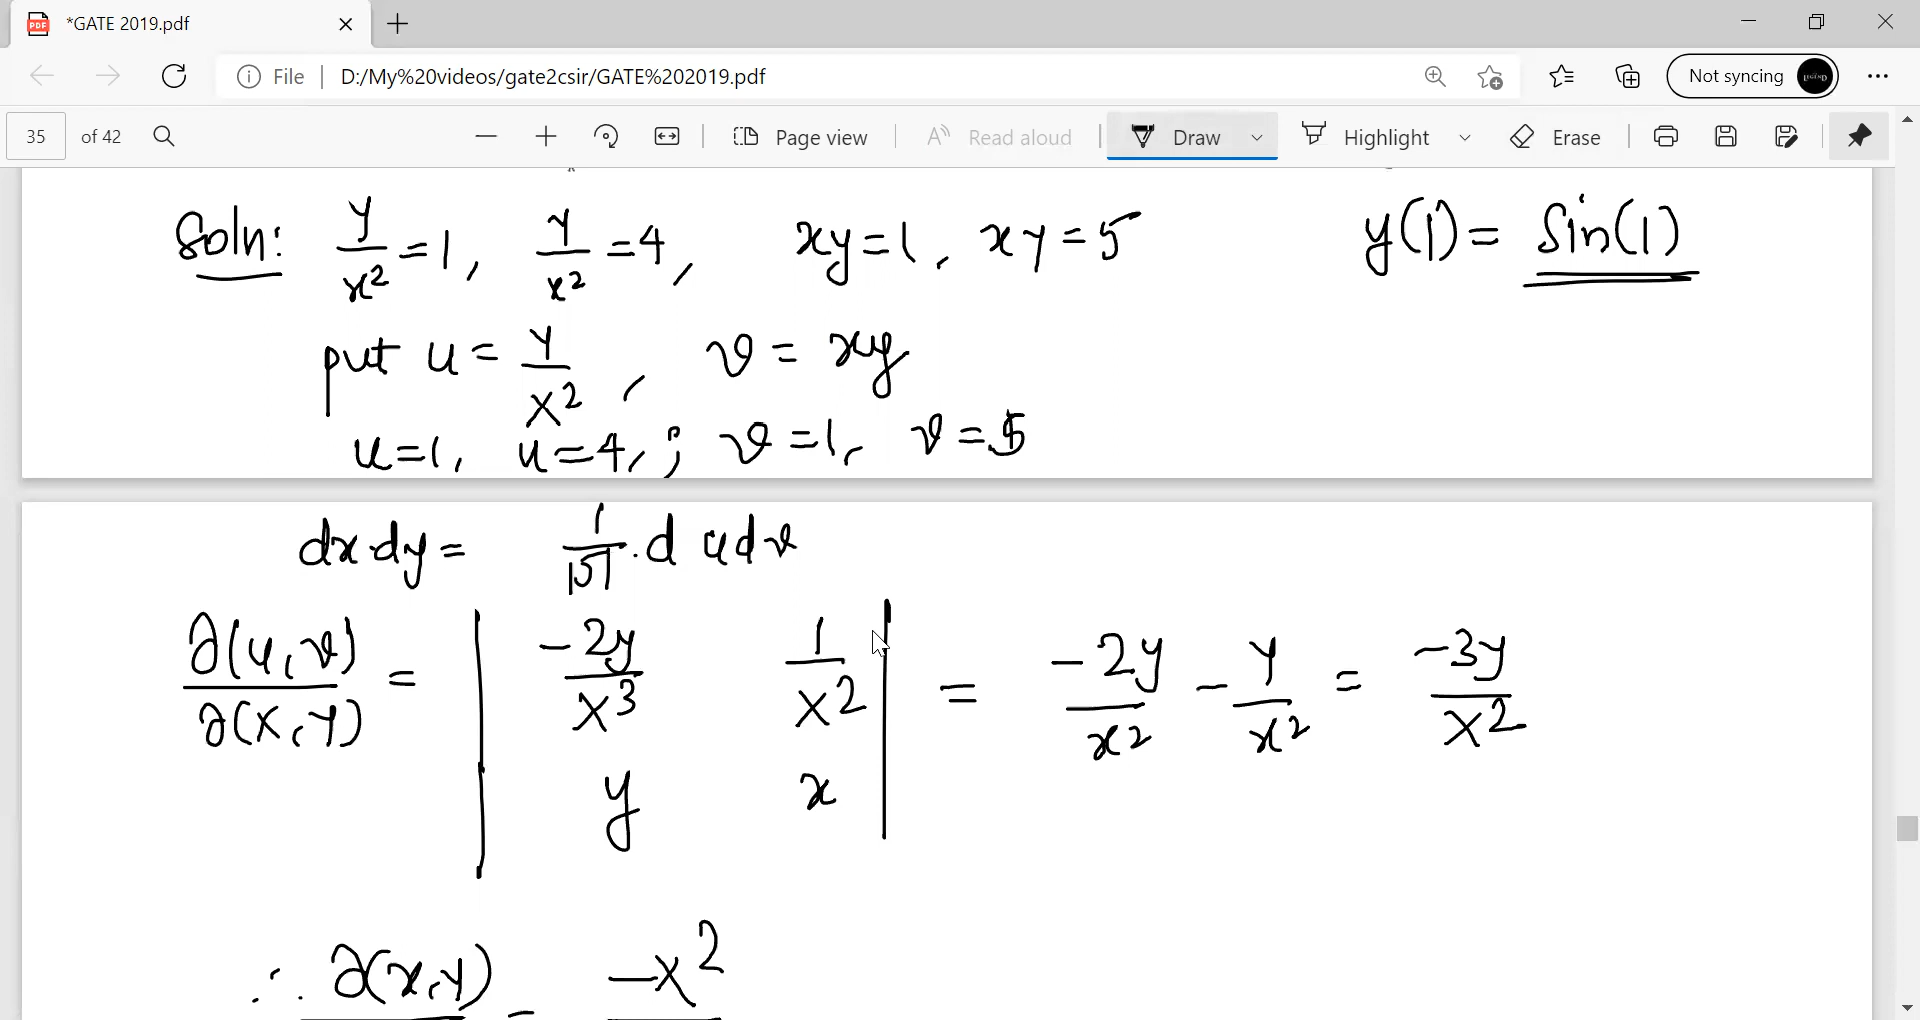 *GATE 2019.pdf
File | D:/My%20videos/gate2csir/GATE%202019.pdf Not syncing
35 of 42 Page view Read aloud Draw Highlight Erase
Soln: y/x² = 1, y/x² = 4, xy = 1, xy = 5 y(1) = Sin(1)
put u = y/x², v = xy
u = 1, u = 4, ; v = 1, v = 5
dx dy = 1/|J| . d u d v
∂(u,v)/∂(x,y) = | -2y/x³ 1/x² | = -2y/x² - y/x² = -3y/x²
| y x |
∴ ∂(x,y) = -x²